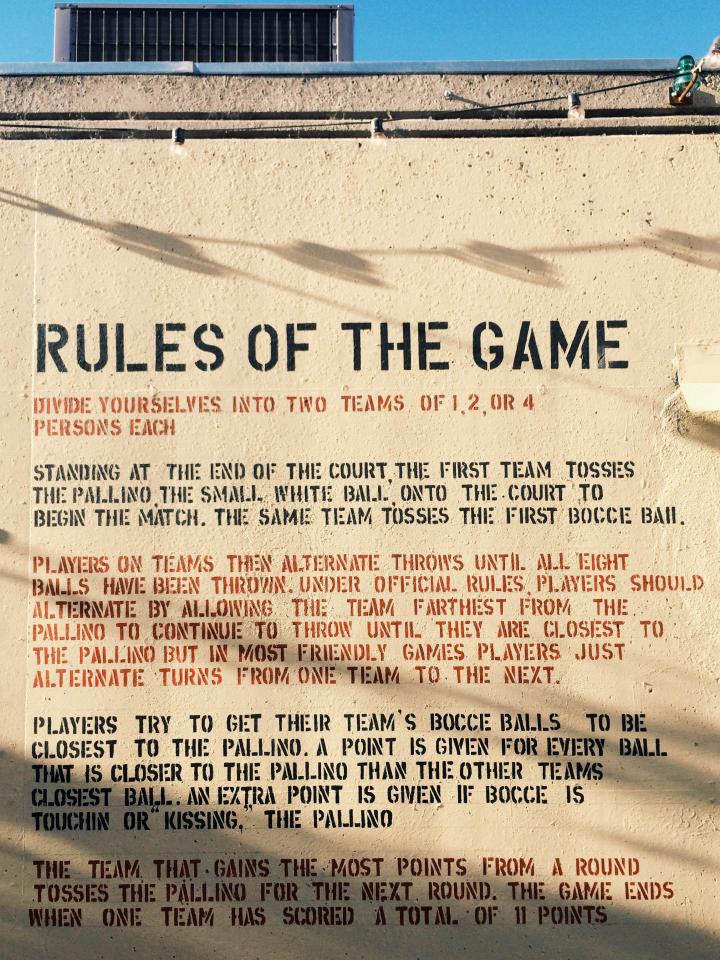 RULES OF THE GAME
DIVIDE YOURSELVES INTO TWO TEAMS OF 1, 2, OR 4
PERSONS EACH
STANDING AT THE END OF THE COURT, THE FIRST TEAM TOSSES
THE PALLINO, THE SMALL WHITE BALL, ONTO THE COURT TO
BEGIN THE MATCH. THE SAME TEAM TOSSES THE FIRST BOCCE BALL.
PLAYERS ON TEAMS THEN ALTERNATE THROWS UNTIL ALL EIGHT
BALLS HAVE BEEN THROWN. UNDER OFFICIAL RULES, PLAYERS SHOULD
ALTERNATE BY ALLOWING THE TEAM FARTHEST FROM THE
PALLINO TO CONTINUE TO THROW UNTIL THEY ARE CLOSEST TO
THE PALLINO BUT IN MOST FRIENDLY GAMES PLAYERS JUST
ALTERNATE TURNS FROM ONE TEAM TO THE NEXT.
PLAYERS TRY TO GET THEIR TEAM'S BOCCE BALLS TO BE
CLOSEST TO THE PALLINO. A POINT IS GIVEN FOR EVERY BALL
THAT IS CLOSER TO THE PALLINO THAN THE OTHER TEAMS
CLOSEST BALL. AN EXTRA POINT IS GIVEN IF BOCCE IS
TOUCHIN OR "KISSING," THE PALLINO
THE TEAM THAT GAINS THE MOST POINTS FROM A ROUND
TOSSES THE PALLINO FOR THE NEXT ROUND. THE GAME ENDS
WHEN ONE TEAM HAS SCORED A TOTAL OF 11 POINTS